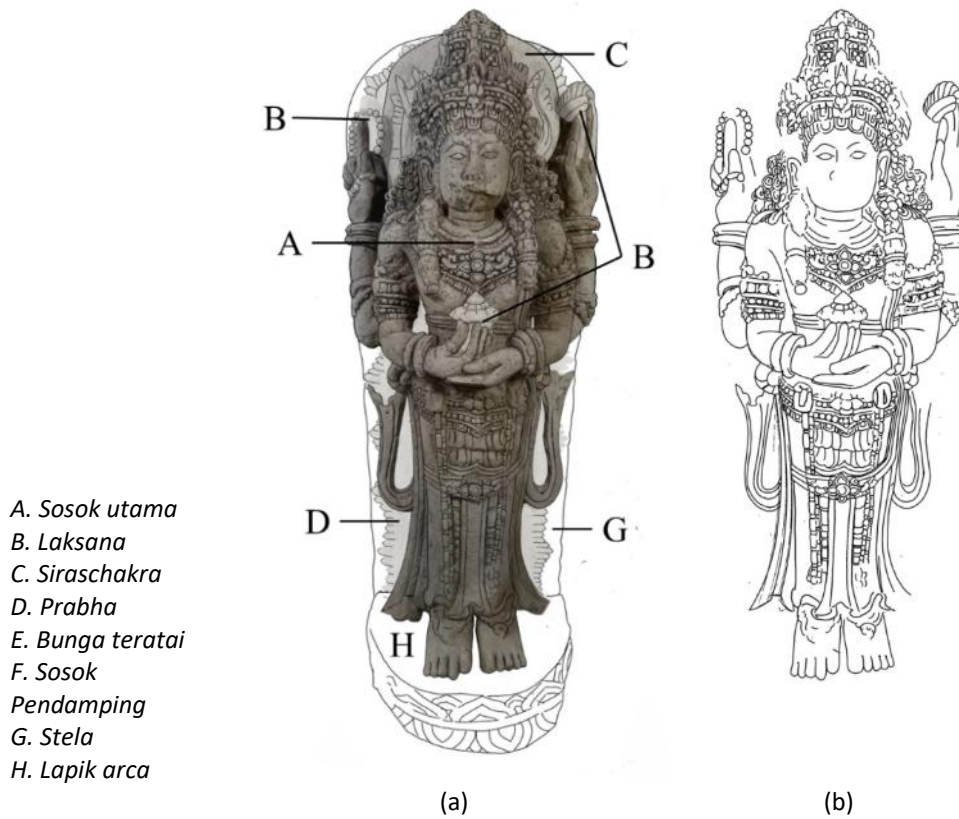 C
B
A
B
D
G
H
A. Sosok utama
B. Laksana
C. Siraschakra
D. Prabha
E. Bunga teratai
F. Sosok
Pendamping
G. Stela
H. Lapik arca
(a)
(b)